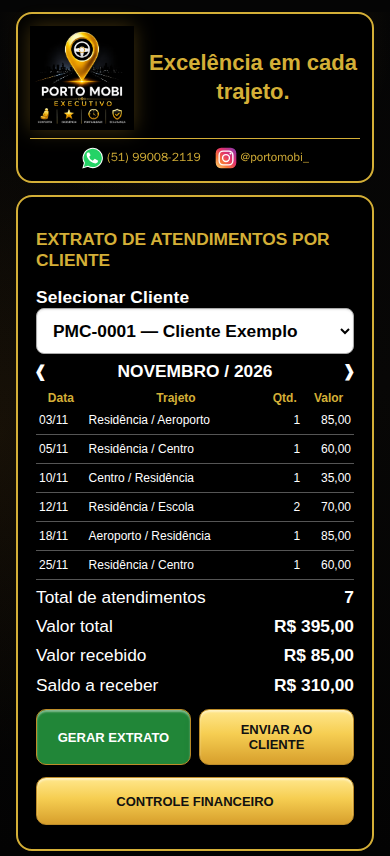 PORTO MOBI
EXECUTIVO
Excelência em cada
trajeto.
(51) 99008-2119 @portomobi_
EXTRATO DE ATENDIMENTOS POR
CLIENTE
Selecionar Cliente
PMC-0001 — Cliente Exemplo
❰ NOVEMBRO / 2026 ❱
Data Trajeto Qtd. Valor
03/11 Residência / Aeroporto 1 85,00
05/11 Residência / Centro 1 60,00
10/11 Centro / Residência 1 35,00
12/11 Residência / Escola 2 70,00
18/11 Aeroporto / Residência 1 85,00
25/11 Residência / Centro 1 60,00
Total de atendimentos 7
Valor total R$ 395,00
Valor recebido R$ 85,00
Saldo a receber R$ 310,00
GERAR EXTRATO
ENVIAR AO
CLIENTE
CONTROLE FINANCEIRO